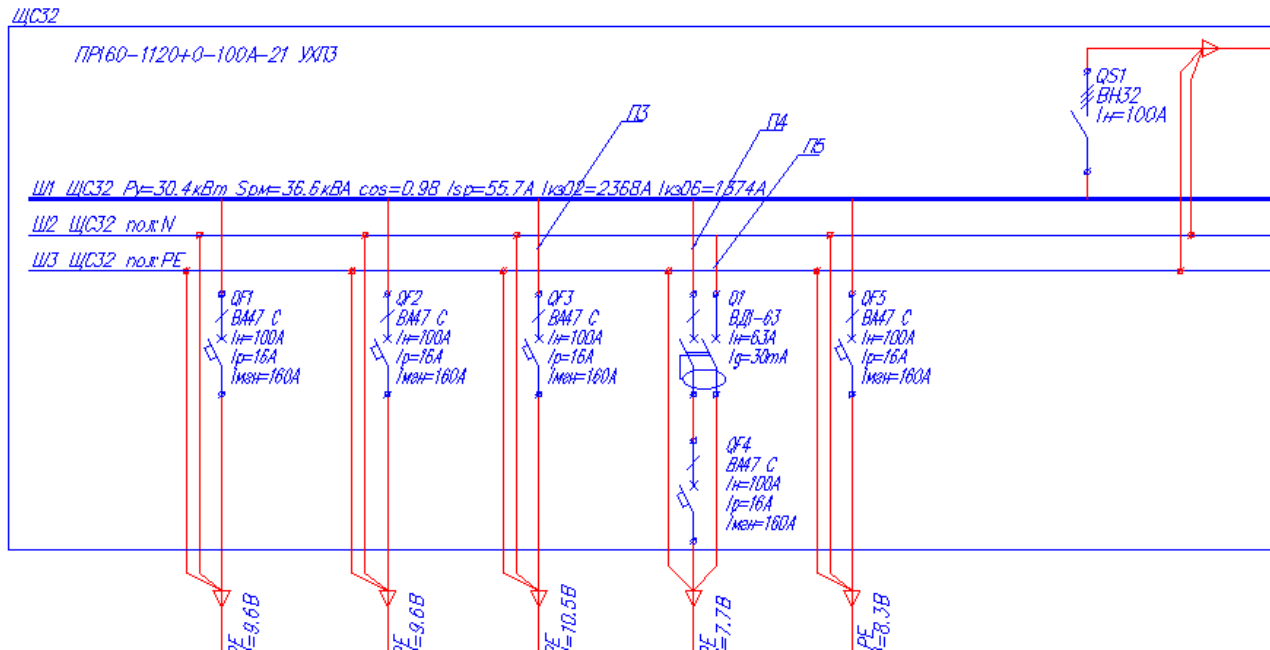 ЩС32
ПР160-1120+0-100А-21 УХЛ3
QS1
ВН32
Iн=100А
П3
П4
П5
Ш1 ЩС32 Ру=30.4кВт Sрм=36.6кВА cos=0.98 Isp=55.7А Iкз02=2368А Iкз06=1374А
Ш2 ЩС32 пол:N
Ш3 ЩС32 пол:PE
QF1
ВА47 С
Iн=100А
Iр=16А
Iмгн=160А
QF2
ВА47 С
Iн=100А
Iр=16А
Iмгн=160А
QF3
ВА47 С
Iн=100А
Iр=16А
Iмгн=160А
Q1
ВД1-63
Iн=63А
Ig=30mA
QF5
ВА47 С
Iн=100А
Iр=16А
Iмгн=160А
QF4
ВА47 С
Iн=100А
Iр=16А
Iмгн=160А
PE
=9.6В
PE
=9.6В
PE
=10.5В
PE
=7.7В
PE
=8.3В